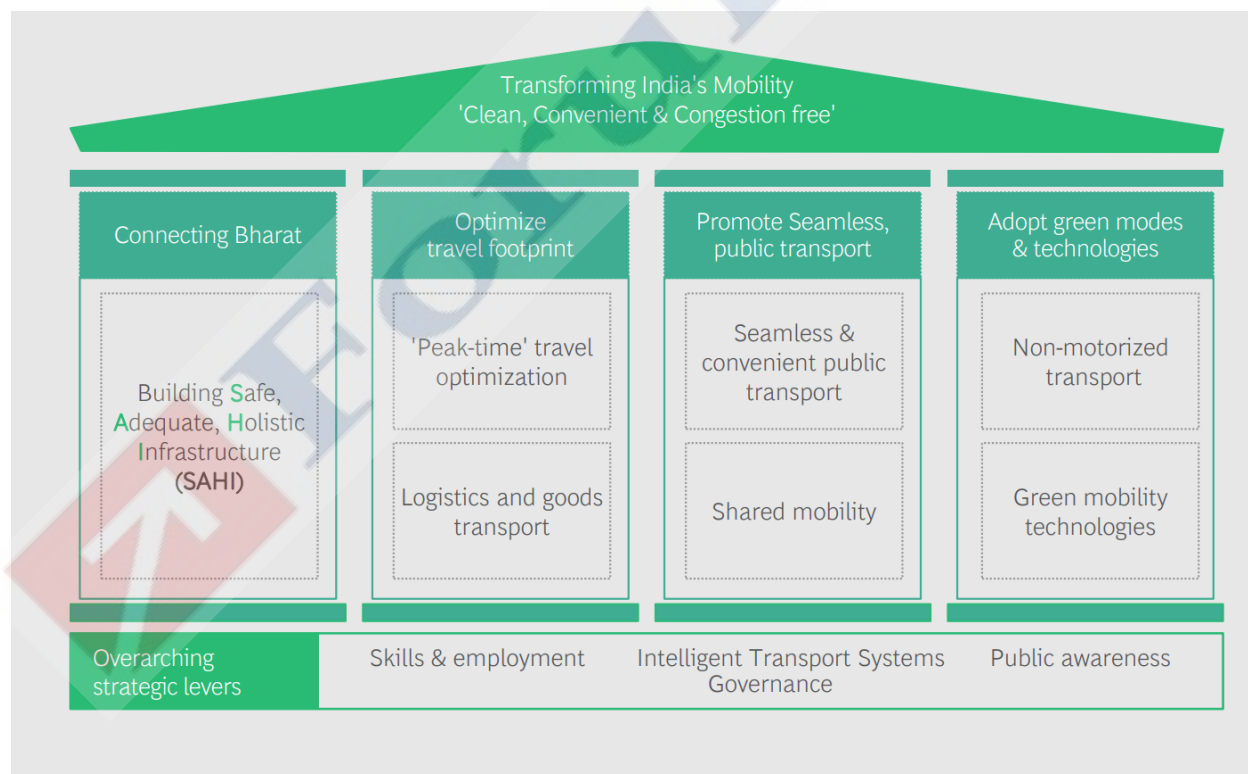 Transforming India's Mobility
'Clean, Convenient & Congestion free'
Connecting Bharat
Optimize
travel footprint
Promote Seamless,
public transport
Adopt green modes
& technologies
Building Safe,
Adequate, Holistic
Infrastructure
(SAHI)
'Peak-time' travel
optimization
Logistics and goods
transport
Seamless &
convenient public
transport
Shared mobility
Non-motorized
transport
Green mobility
technologies
Overarching
strategic levers
Skills & employment
Intelligent Transport Systems
Governance
Public awareness